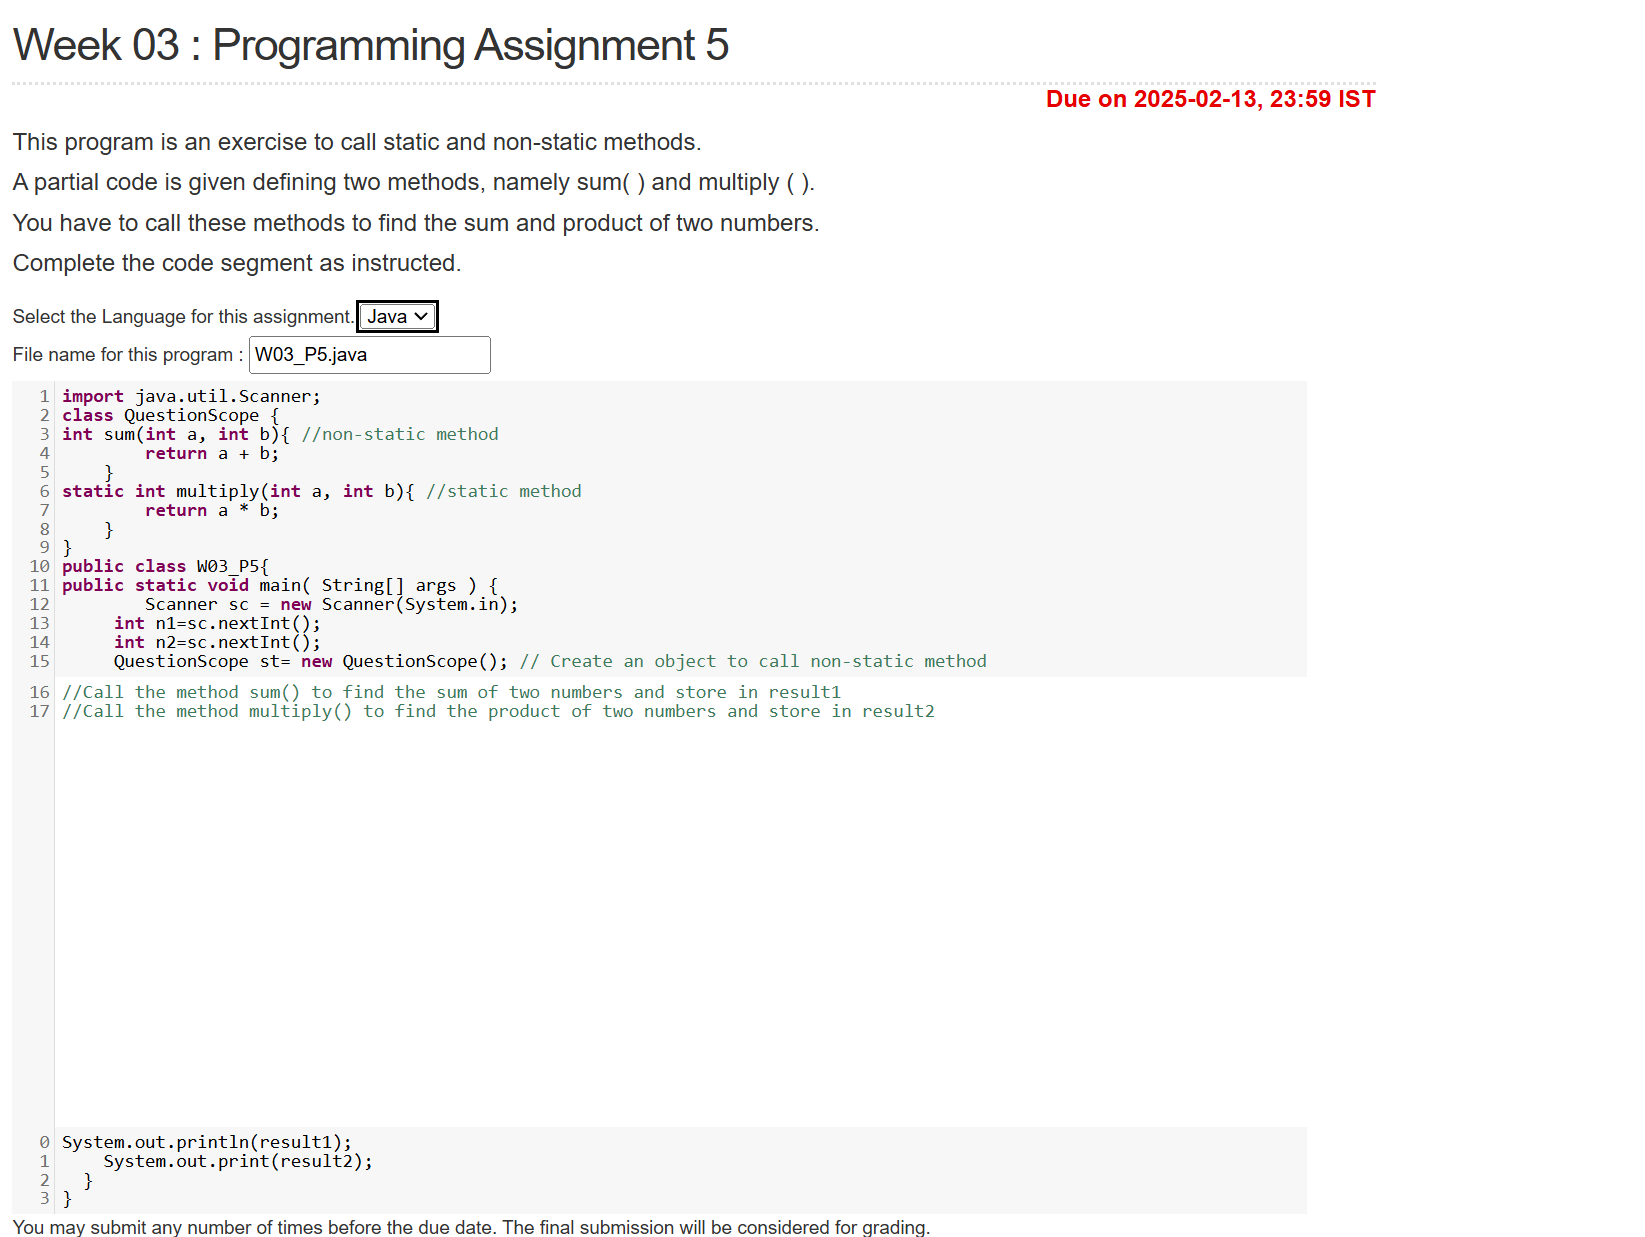 Week 03 : Programming Assignment 5
Due on 2025-02-13, 23:59 IST
This program is an exercise to call static and non-static methods.
A partial code is given defining two methods, namely sum( ) and multiply ( ).
You have to call these methods to find the sum and product of two numbers.
Complete the code segment as instructed.
Select the Language for this assignment. Java
File name for this program : W03_P5.java
1 import java.util.Scanner;
2 class QuestionScope {
3 int sum(int a, int b){ //non-static method
4         return a + b;
5     }
6 static int multiply(int a, int b){ //static method
7         return a * b;
8     }
9 }
10 public class W03_P5{
11 public static void main( String[] args ) {
12         Scanner sc = new Scanner(System.in);
13      int n1=sc.nextInt();
14      int n2=sc.nextInt();
15      QuestionScope st= new QuestionScope(); // Create an object to call non-static method
16 //Call the method sum() to find the sum of two numbers and store in result1
17 //Call the method multiply() to find the product of two numbers and store in result2
0 System.out.println(result1);
1     System.out.print(result2);
2   }
3 }
You may submit any number of times before the due date. The final submission will be considered for grading.